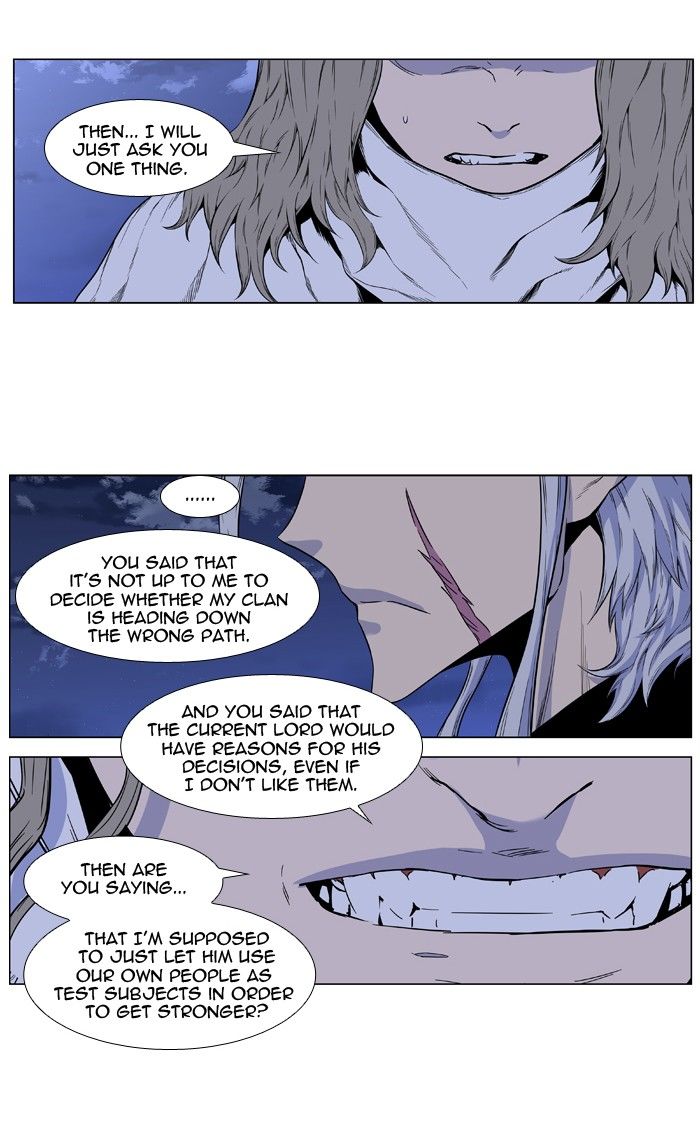 THEN... I WILL
JUST ASK YOU
ONE THING.
......
YOU SAID THAT
IT'S NOT UP TO ME TO
DECIDE WHETHER MY CLAN
IS HEADING DOWN
THE WRONG PATH.
AND YOU SAID THAT
THE CURRENT LORD WOULD
HAVE REASONS FOR HIS
DECISIONS, EVEN IF
I DON'T LIKE THEM.
THEN ARE
YOU SAYING...
THAT I'M SUPPOSED
TO JUST LET HIM USE
OUR OWN PEOPLE AS
TEST SUBJECTS IN ORDER
TO GET STRONGER?